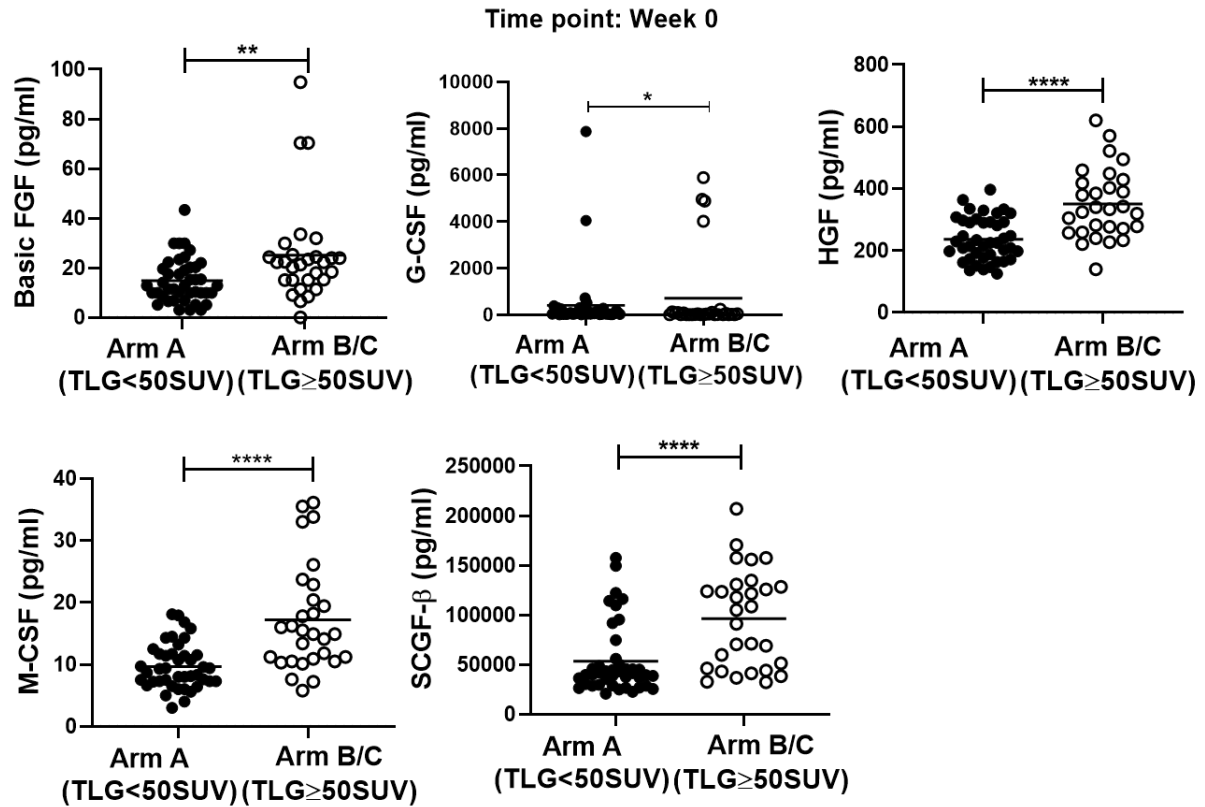 Time point: Week 0
Basic FGF (pg/ml)
100
80
60
40
20
0
**
Arm A
(TLG<50SUV)
Arm B/C
(TLG≥50SUV)
G-CSF (pg/ml)
10000
8000
6000
4000
2000
0
*
Arm A
(TLG<50SUV)
Arm B/C
(TLG≥50SUV)
HGF (pg/ml)
800
600
400
200
0
****
Arm A
(TLG<50SUV)
Arm B/C
(TLG≥50SUV)
M-CSF (pg/ml)
40
30
20
10
0
****
Arm A
(TLG<50SUV)
Arm B/C
(TLG≥50SUV)
SCGF-β (pg/ml)
250000
200000
150000
100000
50000
0
****
Arm A
(TLG<50SUV)
Arm B/C
(TLG≥50SUV)